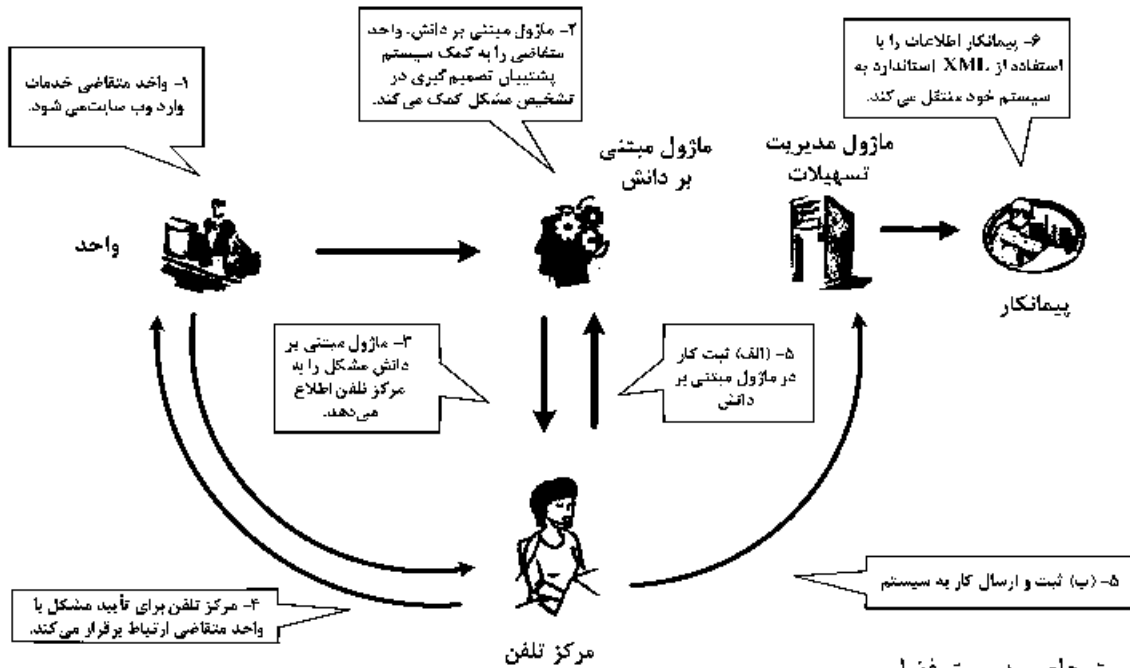 ۱- واحد متقاضی خدمات
وارد وب سایت می شود.
۲- ماژول مبتنی بر دانش، واحد
متقاضی را به کمک سیستم
پشتیبان تصمیم گیری در
تشخیص مشکل کمک می کند.
۶- پیمانکار اطلاعات را با
استفاده از XML استاندارد به
سیستم خود منتقل می کند.
ماژول مبتنی
بر دانش
ماژول مدیریت
تسهیلات
واحد
پیمانکار
۳- ماژول مبتنی بر
دانش مشکل را به
مرکز تلفن اطلاع
می‌دهد.
۵- (الف) ثبت کار
در ماژول مبتنی بر
دانش
۵- (ب) ثبت و ارسال کار به سیستم
۴- مرکز تلفن برای تأیید مشکل با
واحد متقاضی ارتباط برقرار می‌کند.
مرکز تلفن